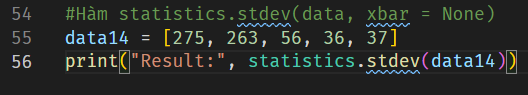 54 #Hàm statistics.stdev(data, xbar = None)
55 data14 = [275, 263, 56, 36, 37]
56 print("Result:", statistics.stdev(data14))